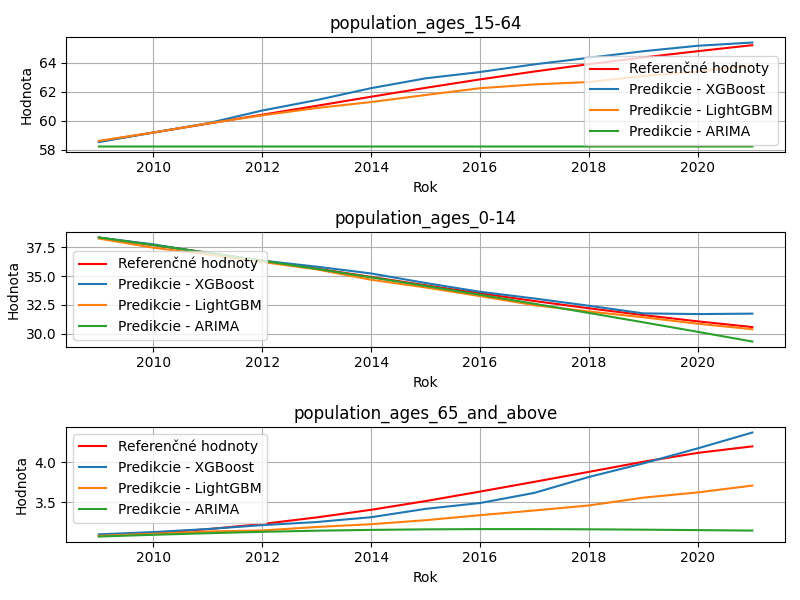 population_ages_15-64
Hodnota
64
62
60
58
Referenčné hodnoty
Predikcie - XGBoost
Predikcie - LightGBM
Predikcie - ARIMA
2010 2012 2014 2016 2018 2020
Rok
population_ages_0-14
Hodnota
37.5
35.0
32.5
30.0
Referenčné hodnoty
Predikcie - XGBoost
Predikcie - LightGBM
Predikcie - ARIMA
2010 2012 2014 2016 2018 2020
Rok
population_ages_65_and_above
Hodnota
4.0
3.5
Referenčné hodnoty
Predikcie - XGBoost
Predikcie - LightGBM
Predikcie - ARIMA
2010 2012 2014 2016 2018 2020
Rok